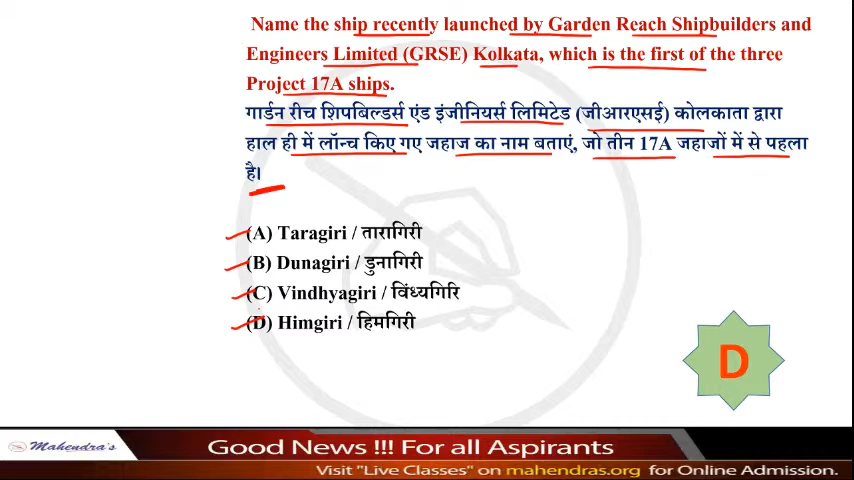 Name the ship recently launched by Garden Reach Shipbuilders and
Engineers Limited (GRSE) Kolkata, which is the first of the three
Project 17A ships.
गार्डन रीच शिपबिल्डर्स एंड इंजीनियर्स लिमिटेड (जीआरएसई) कोलकाता द्वारा
हाल ही में लॉन्च किए गए जहाज का नाम बताएं, जो तीन 17A जहाजों में से पहला
है।
(A) Taragiri / तारागिरी
(B) Dunagiri / डुनागिरी
(C) Vindhyagiri / विंध्यगिरि
(D) Himgiri / हिमगिरी
D
Mahendra's
Good News !!! For all Aspirants
Visit "Live Classes" on mahendras.org for Online Admission.